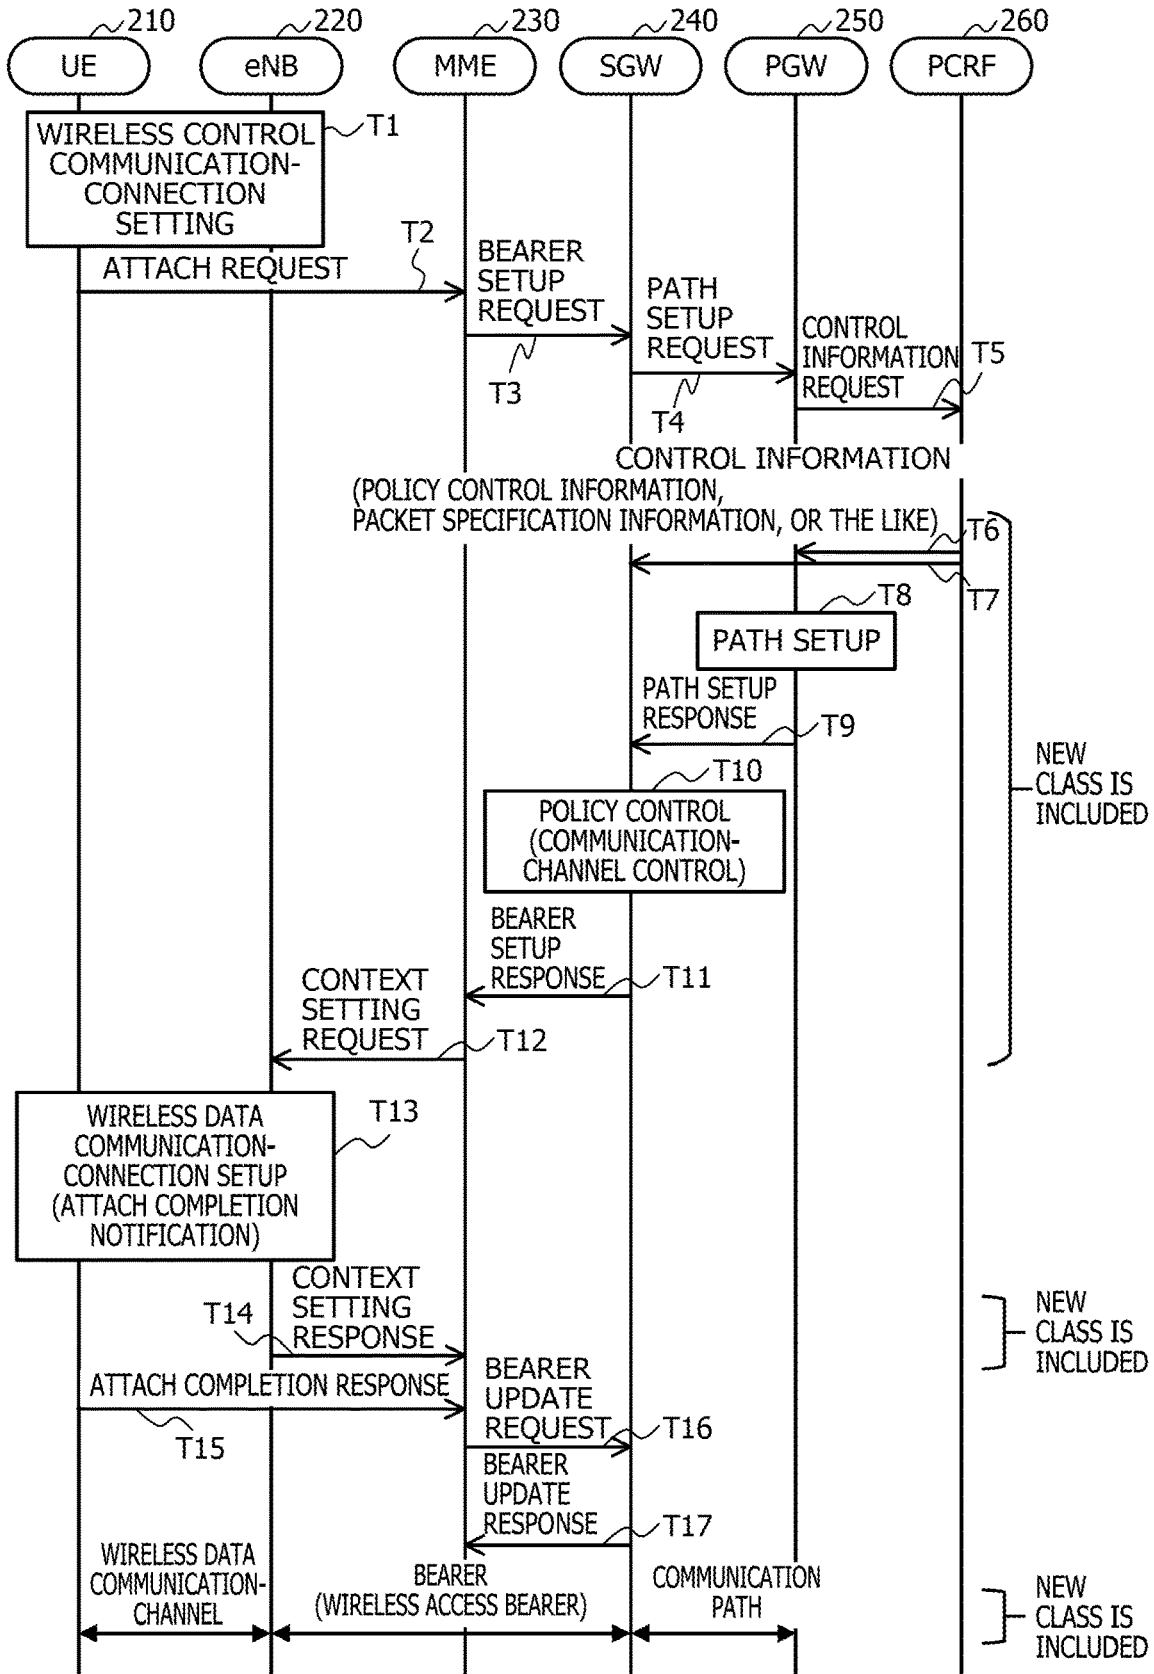 210
220
230
240
250
260
UE
eNB
MME
SGW
PGW
PCRF
WIRELESS CONTROL
COMMUNICATION-
CONNECTION
SETTING
T1
ATTACH REQUEST
T2
BEARER
SETUP
REQUEST
T3
PATH
SETUP
REQUEST
T4
CONTROL
INFORMATION
REQUEST
T5
CONTROL INFORMATION
(POLICY CONTROL INFORMATION,
PACKET SPECIFICATION INFORMATION, OR THE LIKE)
T6
T7
T8
PATH SETUP
PATH SETUP
RESPONSE
T9
T10
POLICY CONTROL
(COMMUNICATION-
CHANNEL CONTROL)
NEW
CLASS IS
INCLUDED
BEARER
SETUP
RESPONSE
T11
CONTEXT
SETTING
REQUEST
T12
WIRELESS DATA
COMMUNICATION-
CONNECTION SETUP
(ATTACH COMPLETION
NOTIFICATION)
T13
CONTEXT
SETTING
RESPONSE
T14
NEW
CLASS IS
INCLUDED
ATTACH COMPLETION RESPONSE
T15
BEARER
UPDATE
REQUEST
T16
BEARER
UPDATE
RESPONSE
T17
WIRELESS DATA
COMMUNICATION-
CHANNEL
BEARER
(WIRELESS ACCESS BEARER)
COMMUNICATION
PATH
NEW
CLASS IS
INCLUDED